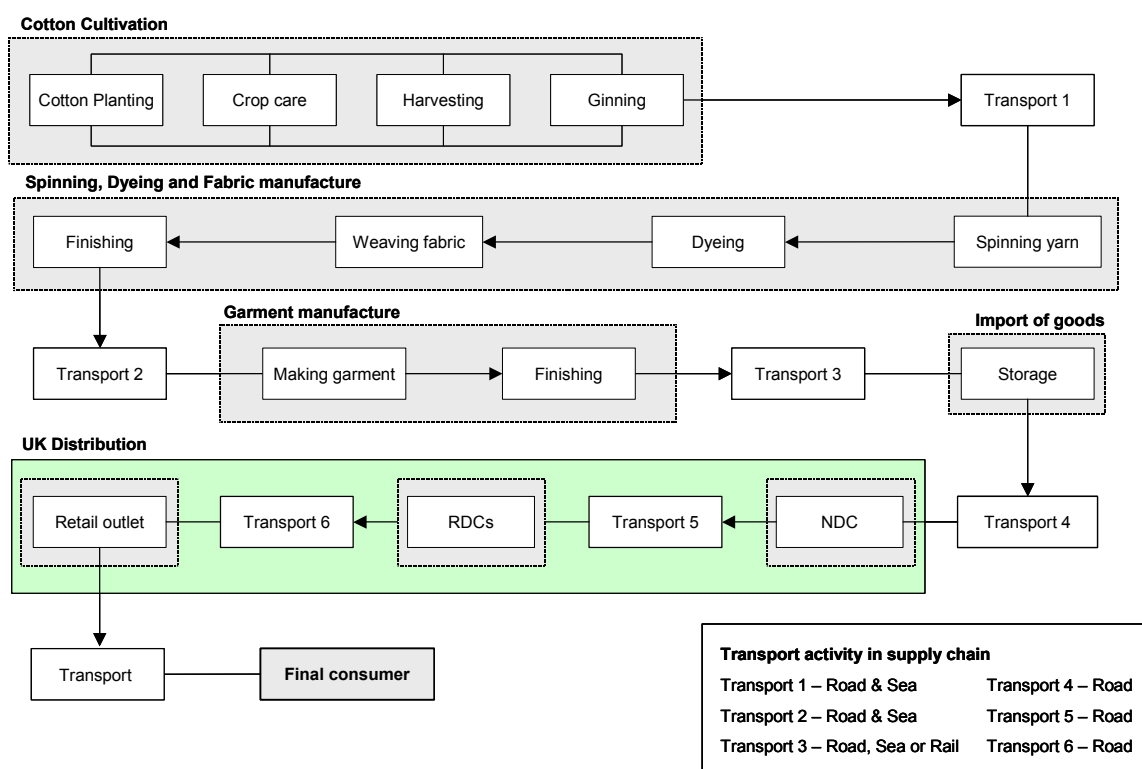 Cotton Cultivation
Cotton Planting
Crop care
Harvesting
Ginning
Transport 1
Spinning, Dyeing and Fabric manufacture
Finishing
Weaving fabric
Dyeing
Spinning yarn
Garment manufacture
Import of goods
Transport 2
Making garment
Finishing
Transport 3
Storage
UK Distribution
Retail outlet
Transport 6
RDCs
Transport 5
NDC
Transport 4
Transport
Final consumer
Transport activity in supply chain
Transport 1 – Road & Sea
Transport 4 – Road
Transport 2 – Road & Sea
Transport 5 – Road
Transport 3 – Road, Sea or Rail
Transport 6 – Road